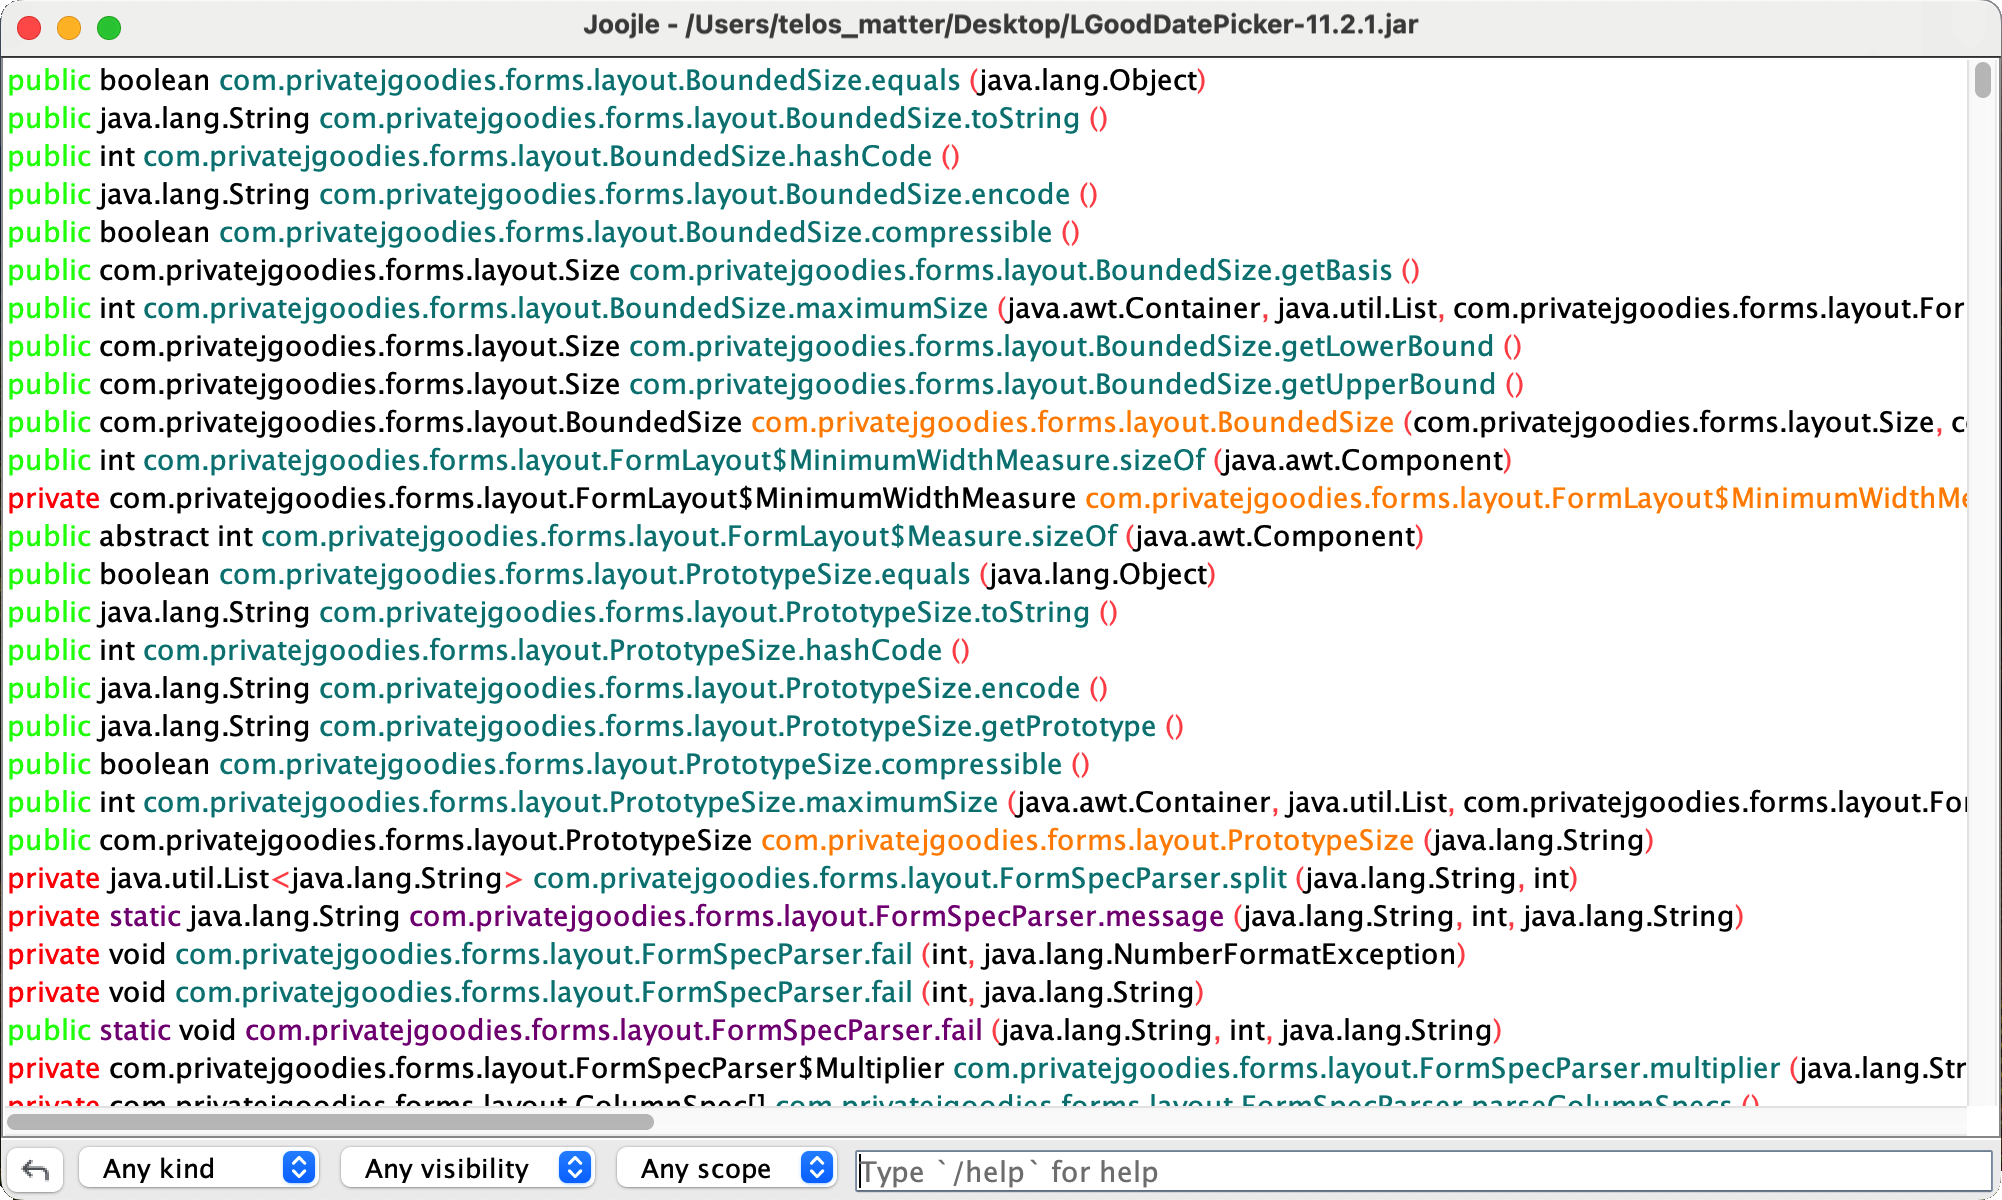 Joojle - /Users/telos_matter/Desktop/LGoodDatePicker-11.2.1.jar
public boolean com.privatejgoodies.forms.layout.BoundedSize.equals (java.lang.Object)
public java.lang.String com.privatejgoodies.forms.layout.BoundedSize.toString ()
public int com.privatejgoodies.forms.layout.BoundedSize.hashCode ()
public java.lang.String com.privatejgoodies.forms.layout.BoundedSize.encode ()
public boolean com.privatejgoodies.forms.layout.BoundedSize.compressible ()
public com.privatejgoodies.forms.layout.Size com.privatejgoodies.forms.layout.BoundedSize.getBasis ()
public int com.privatejgoodies.forms.layout.BoundedSize.maximumSize (java.awt.Container, java.util.List, com.privatejgoodies.forms.layout.For
public com.privatejgoodies.forms.layout.Size com.privatejgoodies.forms.layout.BoundedSize.getLowerBound ()
public com.privatejgoodies.forms.layout.Size com.privatejgoodies.forms.layout.BoundedSize.getUpperBound ()
public com.privatejgoodies.forms.layout.BoundedSize com.privatejgoodies.forms.layout.BoundedSize (com.privatejgoodies.forms.layout.Size, c
public int com.privatejgoodies.forms.layout.FormLayout$MinimumWidthMeasure.sizeOf (java.awt.Component)
private com.privatejgoodies.forms.layout.FormLayout$MinimumWidthMeasure com.privatejgoodies.forms.layout.FormLayout$MinimumWidthMe
public abstract int com.privatejgoodies.forms.layout.FormLayout$Measure.sizeOf (java.awt.Component)
public boolean com.privatejgoodies.forms.layout.PrototypeSize.equals (java.lang.Object)
public java.lang.String com.privatejgoodies.forms.layout.PrototypeSize.toString ()
public int com.privatejgoodies.forms.layout.PrototypeSize.hashCode ()
public java.lang.String com.privatejgoodies.forms.layout.PrototypeSize.encode ()
public java.lang.String com.privatejgoodies.forms.layout.PrototypeSize.getPrototype ()
public boolean com.privatejgoodies.forms.layout.PrototypeSize.compressible ()
public int com.privatejgoodies.forms.layout.PrototypeSize.maximumSize (java.awt.Container, java.util.List, com.privatejgoodies.forms.layout.Fo
public com.privatejgoodies.forms.layout.PrototypeSize com.privatejgoodies.forms.layout.PrototypeSize (java.lang.String)
private java.util.List<java.lang.String> com.privatejgoodies.forms.layout.FormSpecParser.split (java.lang.String, int)
private static java.lang.String com.privatejgoodies.forms.layout.FormSpecParser.message (java.lang.String, int, java.lang.String)
private void com.privatejgoodies.forms.layout.FormSpecParser.fail (int, java.lang.NumberFormatException)
private void com.privatejgoodies.forms.layout.FormSpecParser.fail (int, java.lang.String)
public static void com.privatejgoodies.forms.layout.FormSpecParser.fail (java.lang.String, int, java.lang.String)
private com.privatejgoodies.forms.layout.FormSpecParser$Multiplier com.privatejgoodies.forms.layout.FormSpecParser.multiplier (java.lang.Str
private com.privatejgoodies.forms.layout.ColumnSpec[] com.privatejgoodies.forms.layout.FormSpecParser.parseColumnSpecs ()
Any kind
Any visibility
Any scope
Type `/help` for help